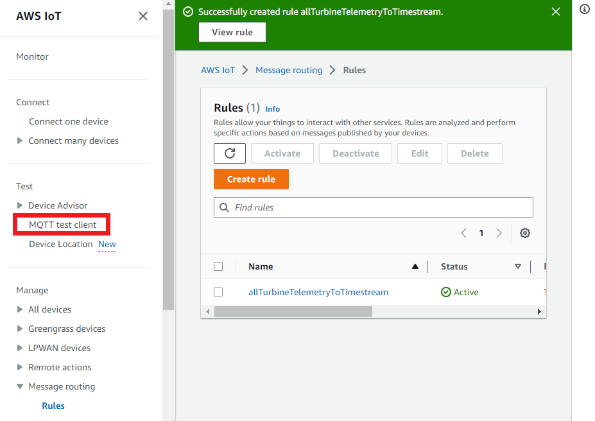 AWS IoT
Monitor
Connect
Connect one device
Connect many devices
Test
Device Advisor
MQTT test client
Device Location New
Manage
All devices
Greengrass devices
LPWAN devices
Remote actions
Message routing
Rules
Successfully created rule allTurbineTelemetryToTimestream.
View rule
AWS IoT > Message routing > Rules
Rules (1) Info
Rules allow your things to interact with other services. Rules are analyzed and perform
specific actions based on messages published by your devices.
Activate Deactivate Edit Delete
Create rule
Find rules
1
Name Status
allTurbineTelemetryToTimestream Active